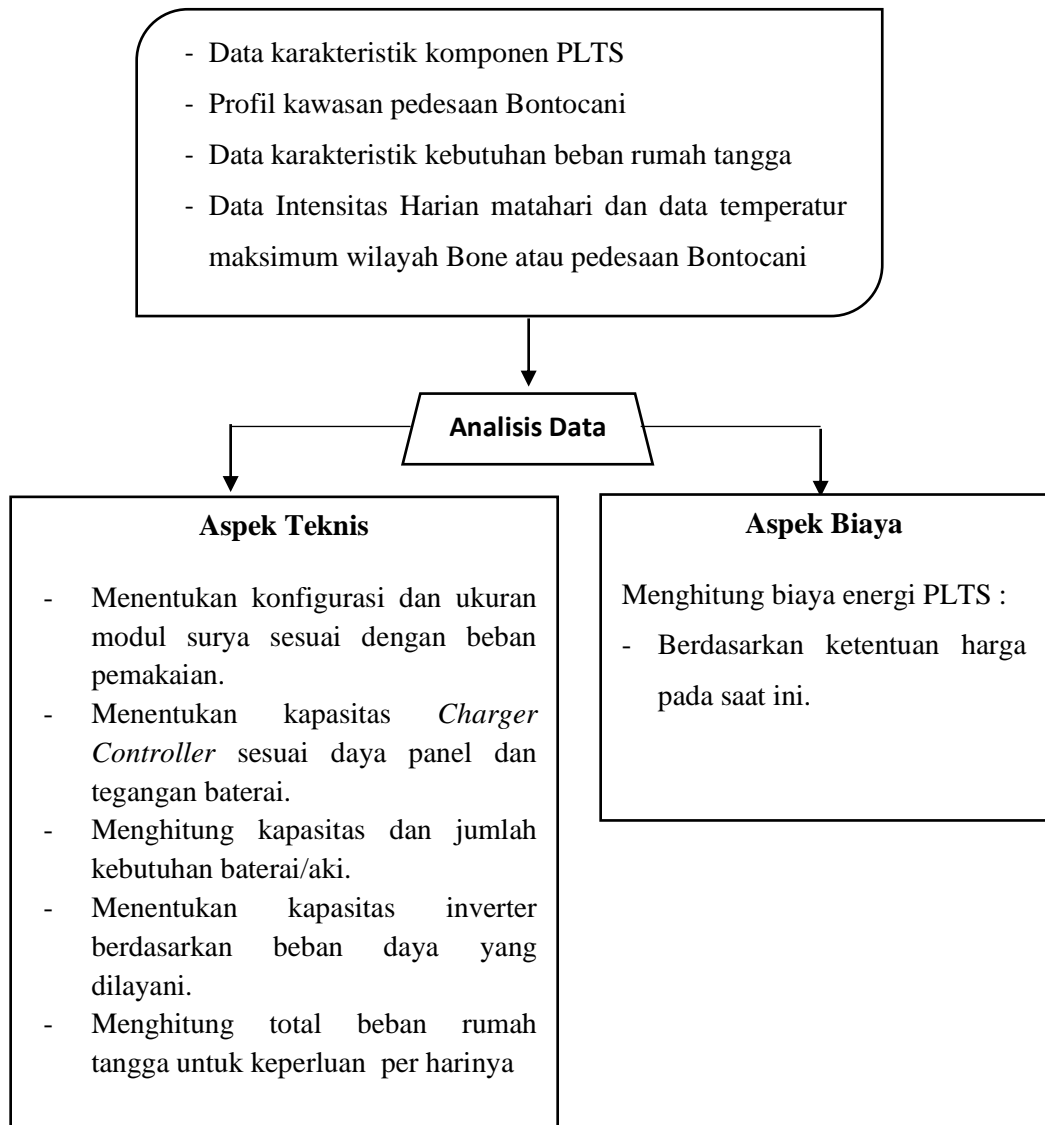 - Data karakteristik komponen PLTS
- Profil kawasan pedesaan Bontocani
- Data karakteristik kebutuhan beban rumah tangga
- Data Intensitas Harian matahari dan data temperatur
maksimum wilayah Bone atau pedesaan Bontocani
Analisis Data
Aspek Teknis
- Menentukan konfigurasi dan ukuran
modul surya sesuai dengan beban
pemakaian.
- Menentukan kapasitas Charger
Controller sesuai daya panel dan
tegangan baterai.
- Menghitung kapasitas dan jumlah
kebutuhan baterai/aki.
- Menentukan kapasitas inverter
berdasarkan beban daya yang
dilayani.
- Menghitung total beban rumah
tangga untuk keperluan per harinya
Aspek Biaya
Menghitung biaya energi PLTS :
- Berdasarkan ketentuan harga
pada saat ini.